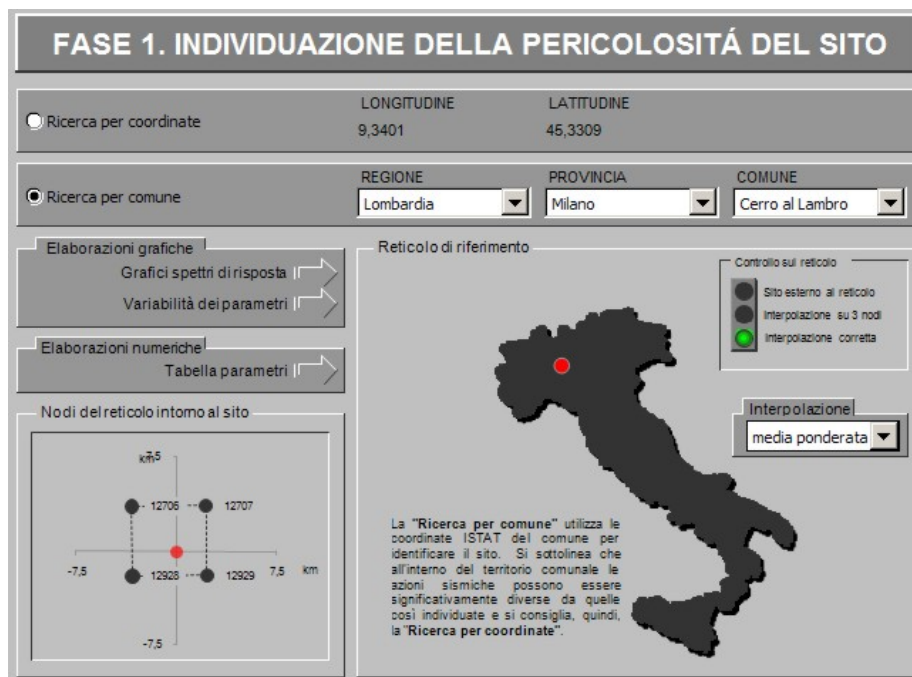 FASE 1. INDIVIDUAZIONE DELLA PERICOLOSITÁ DEL SITO
LONGITUDINE LATITUDINE
Ricerca per coordinate
9,3401 45,3309
REGIONE PROVINCIA COMUNE
Ricerca per comune
Lombardia Milano Cerro al Lambro
Elaborazioni grafiche
Grafici spettri di risposta
Variabilità dei parametri
Elaborazioni numeriche
Tabella parametri
Nodi del reticolo intorno al sito
km 7,5
12706 12707
-7,5 7,5 km
12928 12929
-7,5
Reticolo di riferimento
Controllo sul reticolo
Sito esterno al reticolo
Interpolazione su 3 nodi
Interpolazione corretta
Interpolazione
media ponderata
La "Ricerca per comune" utilizza le
coordinate ISTAT del comune per
identificare il sito. Si sottolinea che
all'interno del territorio comunale le
azioni sismiche possono essere
significativamente diverse da quelle
così individuate e si consiglia, quindi,
la "Ricerca per coordinate".